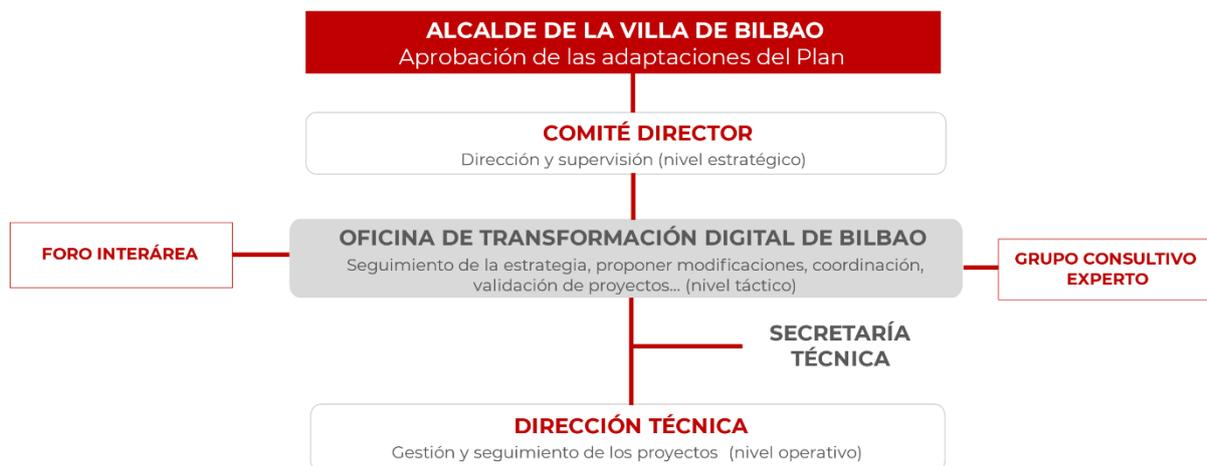 ALCALDE DE LA VILLA DE BILBAO
Aprobación de las adaptaciones del Plan
COMITÉ DIRECTOR
Dirección y supervisión (nivel estratégico)
FORO INTERÁREA
OFICINA DE TRANSFORMACIÓN DIGITAL DE BILBAO
Seguimiento de la estrategia, proponer modificaciones, coordinación,
validación de proyectos... (nivel táctico)
GRUPO CONSULTIVO
EXPERTO
SECRETARÍA
TÉCNICA
DIRECCIÓN TÉCNICA
Gestión y seguimiento de los proyectos (nivel operativo)